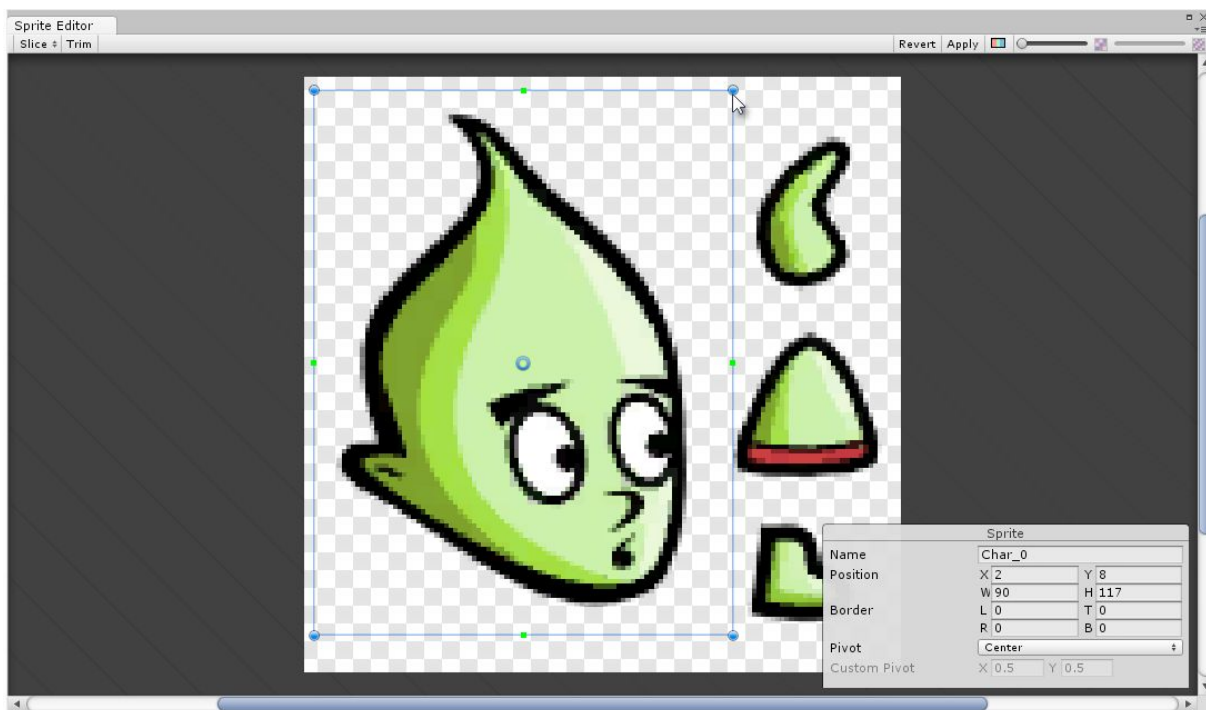 Sprite Editor
Slice Trim Revert Apply
Sprite
Name Char_0
Position X 2 Y 8
W 90 H 117
Border L 0 T 0
R 0 B 0
Pivot Center
Custom Pivot X 0.5 Y 0.5